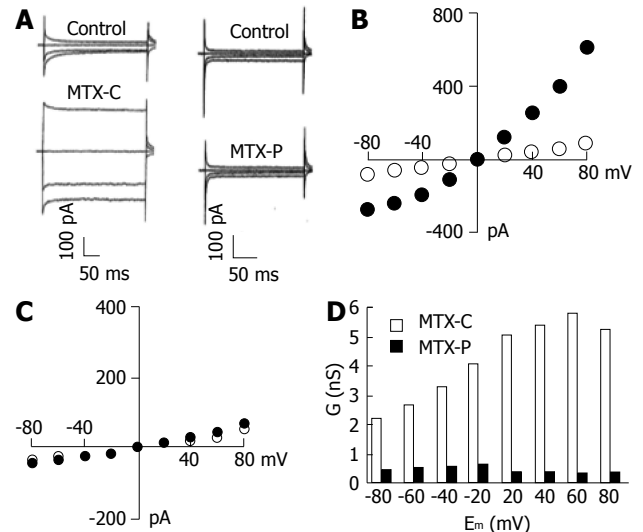 A
Control
Control
MTX-C
MTX-P
100 pA
50 ms
100 pA
50 ms
B
800
400
-80 -40
40 80 mV
-400
pA
C
400
200
-80 -40
40 80 mV
-200
pA
D
6
5
4
3
2
1
0
G (nS)
MTX-C
MTX-P
-80 -60 -40 -20 20 40 60 80
Em (mV)